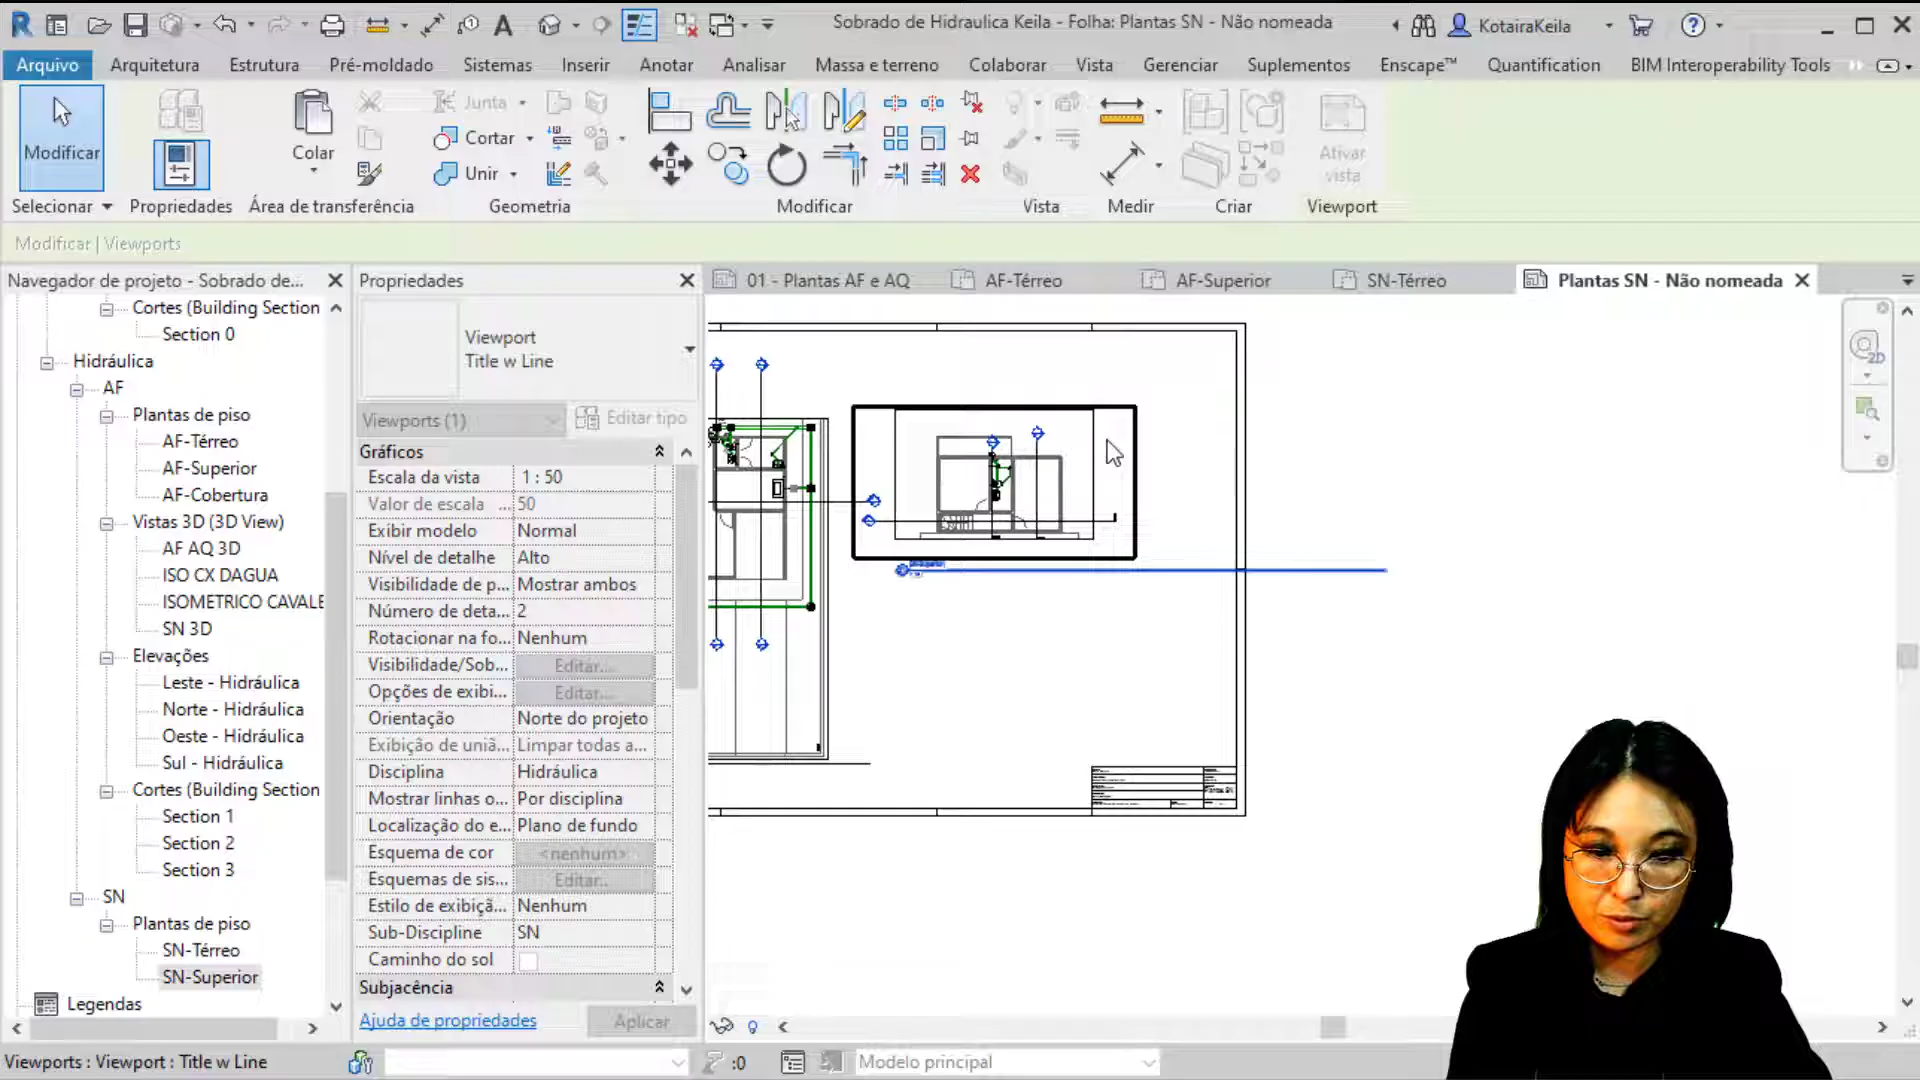 Sobrado de Hidraulica Keila - Folha: Plantas SN - Não nomeada
KotairaKeila
Arquivo Arquitetura Estrutura Pré-moldado Sistemas Inserir Anotar Analisar Massa e terreno Colaborar Vista Gerenciar Suplementos Enscape™ Quantification BIM Interoperability Tools
Modificar
Colar
Junta
Cortar
Unir
Ativar
vista
Selecionar Propriedades Área de transferência Geometria Modificar Vista Medir Criar Viewport
Modificar | Viewports
Navegador de projeto - Sobrado de...
Cortes (Building Section
Section 0
Hidráulica
AF
Plantas de piso
AF-Térreo
AF-Superior
AF-Cobertura
Vistas 3D (3D View)
AF AQ 3D
ISO CX DAGUA
ISOMETRICO CAVALE
SN 3D
Elevações
Leste - Hidráulica
Norte - Hidráulica
Oeste - Hidráulica
Sul - Hidráulica
Cortes (Building Section
Section 1
Section 2
Section 3
SN
Plantas de piso
SN-Térreo
SN-Superior
Legendas
Propriedades
Viewport
Title w Line
Viewports (1) Editar tipo
Gráficos
Escala da vista 1 : 50
Valor de escala ... 50
Exibir modelo Normal
Nível de detalhe Alto
Visibilidade de p... Mostrar ambos
Número de deta... 2
Rotacionar na fo... Nenhum
Visibilidade/Sob... Editar...
Opções de exibi... Editar...
Orientação Norte do projeto
Exibição de uniã... Limpar todas a...
Disciplina Hidráulica
Mostrar linhas o... Por disciplina
Localização do e... Plano de fundo
Esquema de cor <nenhum>
Esquemas de sis... Editar...
Estilo de exibiçã... Nenhum
Sub-Discipline SN
Caminho do sol
Subjacência
Ajuda de propriedades Aplicar
01 - Plantas AF e AQ AF-Térreo AF-Superior SN-Térreo Plantas SN - Não nomeada
2D
Plantas SN
Viewports : Viewport : Title w Line
:0
Modelo principal